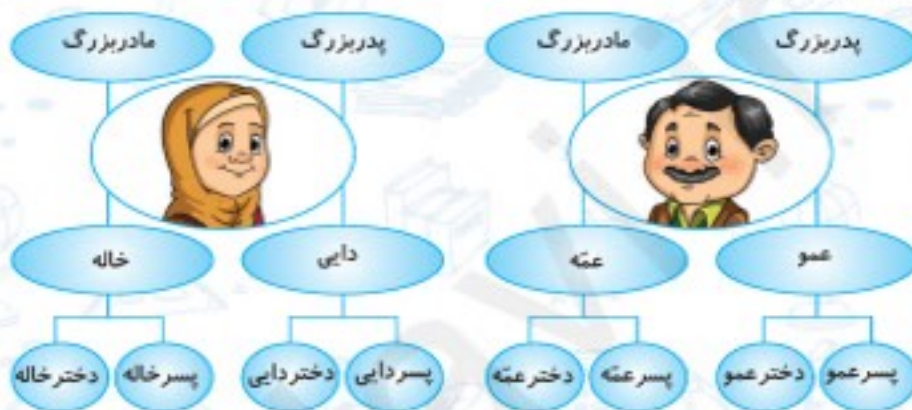 پدربزرگ مادربزرگ پدربزرگ مادربزرگ
عمو عمّه دایی خاله
پسرعمو دخترعمو پسرعمّه دخترعمّه پسردایی دختردایی پسرخاله دخترخاله